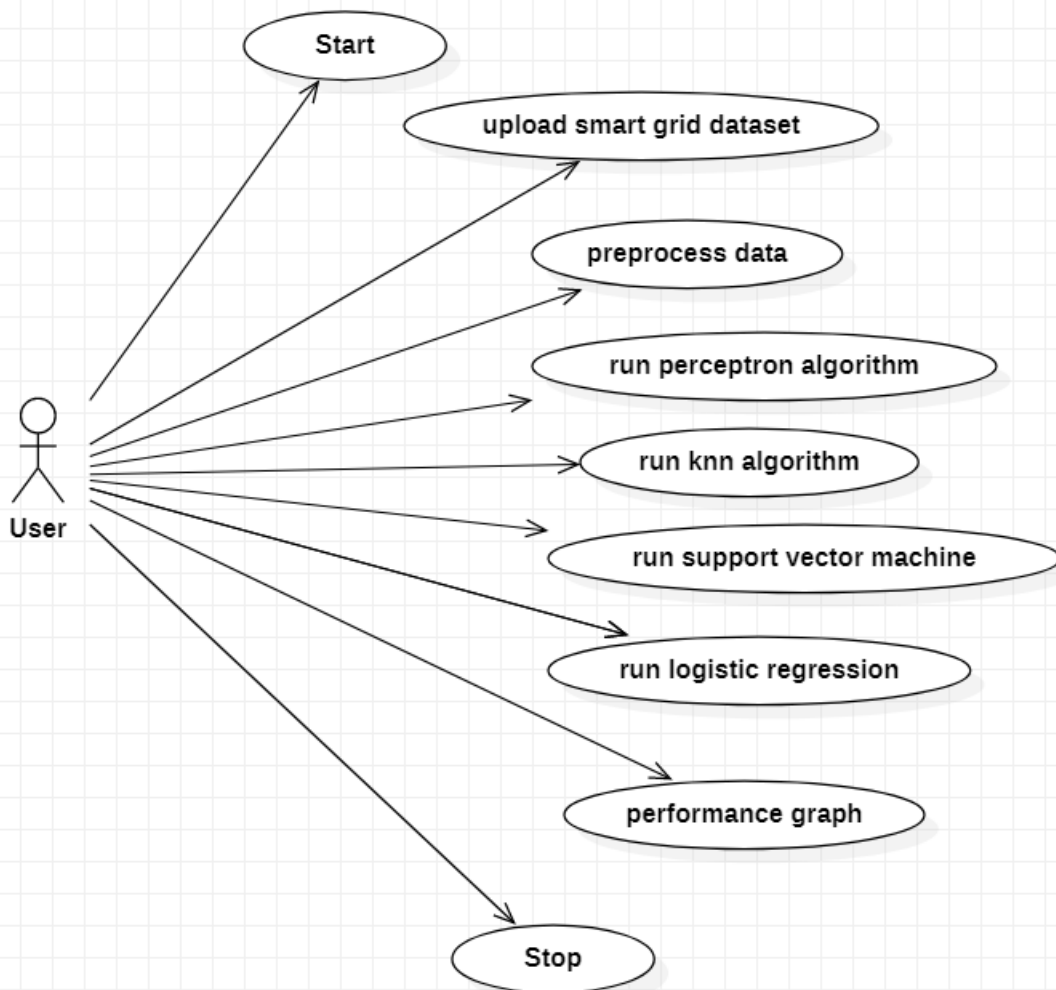 Start
upload smart grid dataset
preprocess data
run perceptron algorithm
run knn algorithm
User
run support vector machine
run logistic regression
performance graph
Stop